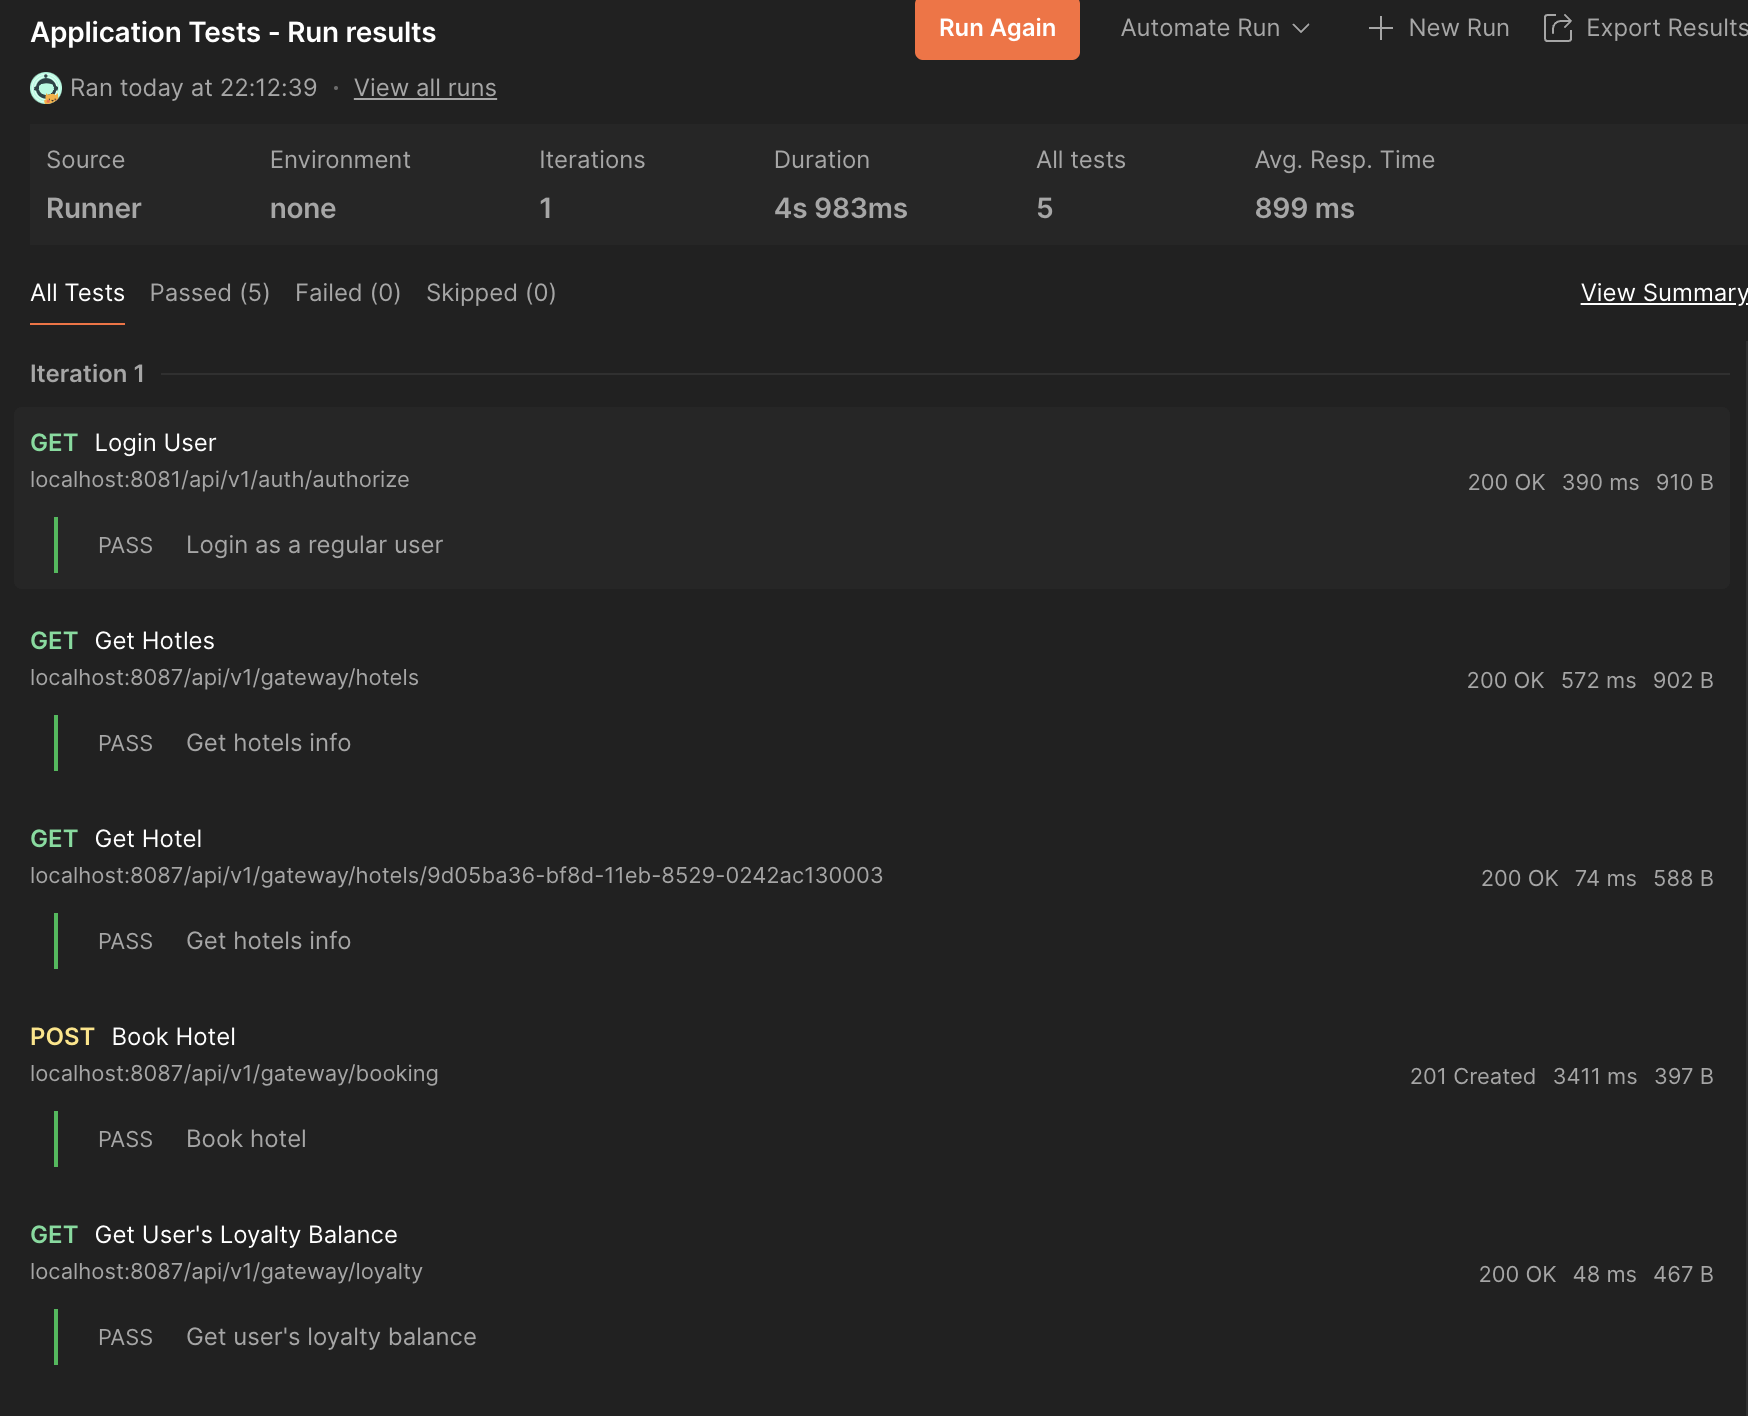 Application Tests - Run results
Run Again
Automate Run
New Run
Export Results
Ran today at 22:12:39 · View all runs
Source Environment Iterations Duration All tests Avg. Resp. Time
Runner none 1 4s 983ms 5 899 ms
All Tests Passed (5) Failed (0) Skipped (0) View Summary
Iteration 1
GET Login User
localhost:8081/api/v1/auth/authorize 200 OK 390 ms 910 B
PASS Login as a regular user
GET Get Hotles
localhost:8087/api/v1/gateway/hotels 200 OK 572 ms 902 B
PASS Get hotels info
GET Get Hotel
localhost:8087/api/v1/gateway/hotels/9d05ba36-bf8d-11eb-8529-0242ac130003 200 OK 74 ms 588 B
PASS Get hotels info
POST Book Hotel
localhost:8087/api/v1/gateway/booking 201 Created 3411 ms 397 B
PASS Book hotel
GET Get User's Loyalty Balance
localhost:8087/api/v1/gateway/loyalty 200 OK 48 ms 467 B
PASS Get user's loyalty balance